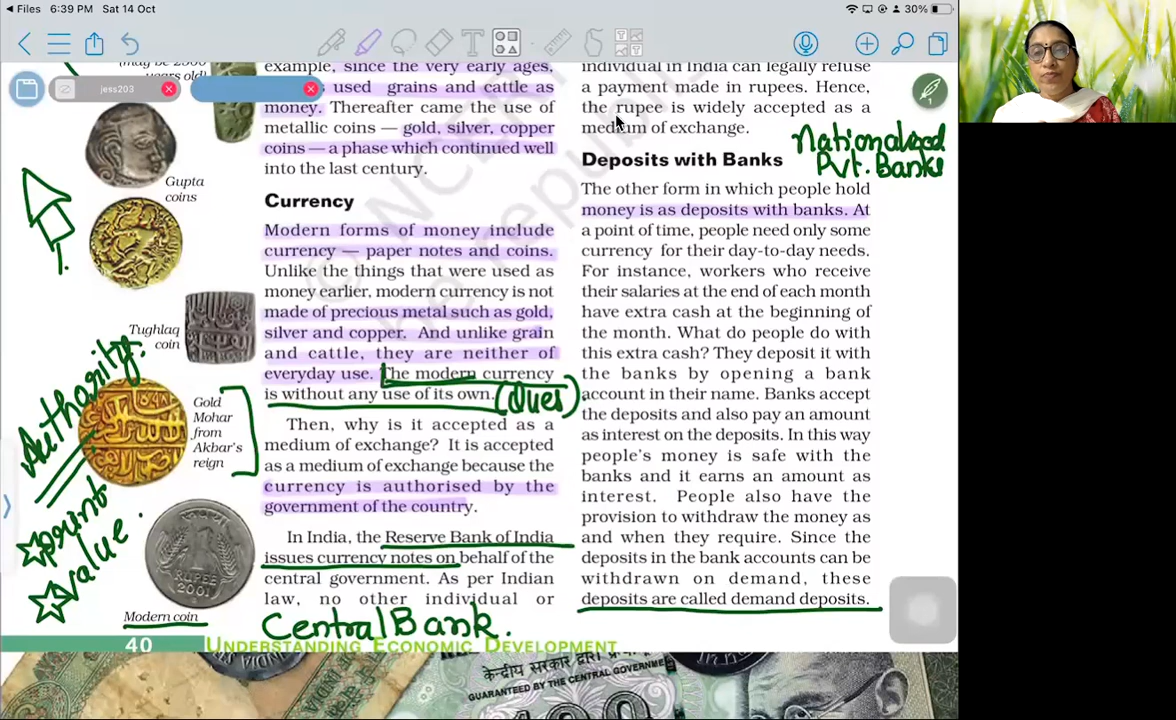 Files 6:39 PM Sat 14 Oct
30%
jess203
(may be 2500
years old)
Gupta
coins
Tughlaq
coin
Gold
Mohar
from
Akbar's
reign
1
RUPEE
2001
Modern coin
Authority
print
value
example, since the very early ages,
used grains and cattle as
money. Thereafter came the use of
metallic coins — gold, silver, copper
coins — a phase which continued well
into the last century.
Currency
Modern forms of money include
currency — paper notes and coins.
Unlike the things that were used as
money earlier, modern currency is not
made of precious metal such as gold,
silver and copper. And unlike grain
and cattle, they are neither of
everyday use. The modern currency
is without any use of its own. (Ques)
Then, why is it accepted as a
medium of exchange? It is accepted
as a medium of exchange because the
currency is authorised by the
government of the country.
In India, the Reserve Bank of India
issues currency notes on behalf of the
central government. As per Indian
law, no other individual or
Central Bank.
individual in India can legally refuse
a payment made in rupees. Hence,
the rupee is widely accepted as a
medium of exchange.
Nationalised
Pvt. Banks
Deposits with Banks
The other form in which people hold
money is as deposits with banks. At
a point of time, people need only some
currency for their day-to-day needs.
For instance, workers who receive
their salaries at the end of each month
have extra cash at the beginning of
the month. What do people do with
this extra cash? They deposit it with
the banks by opening a bank
account in their name. Banks accept
the deposits and also pay an amount
as interest on the deposits. In this way
people's money is safe with the
banks and it earns an amount as
interest. People also have the
provision to withdraw the money as
and when they require. Since the
deposits in the bank accounts can be
withdrawn on demand, these
deposits are called demand deposits.
40 UNDERSTANDING ECONOMIC DEVELOPMENT
केन्द्रीय सरकार द्वारा
GUARANTEED BY THE CENTRAL GOVERNME